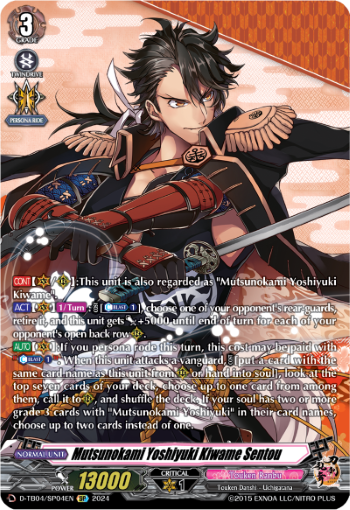 3
GRADE
TWINDRIVE
PERSONA RIDE
CONT【 / 】:This unit is also regarded as "Mutsunokami Yoshiyuki
Kiwame".
ACT【 】1/Turn : [ BLAST 1], choose one of your opponent's rear-guards,
retire it, and this unit gets +5000 until end of turn for each of your
opponent's open back row
AUTO【 】:If you persona rode this turn, this cost may be paid with
BLAST 1. When this unit attacks a vanguard, [put a card with the
same card name as this unit from or hand into soul], look at the
top seven cards of your deck, choose up to one card from among
them, call it to , and shuffle the deck. If your soul has two or more
grade 3 cards with "Mutsunokami Yoshiyuki" in their card names,
choose up to two cards instead of one.
NORMAL UNIT
Mutsunokami Yoshiyuki Kiwame Sentou
POWER 13000
CRITICAL
1
Touken Ranbu
Touken Danshi - Uchigatana
D-TB04/SP04EN SP 2024
©2015 EXNOA LLC/NITRO PLUS